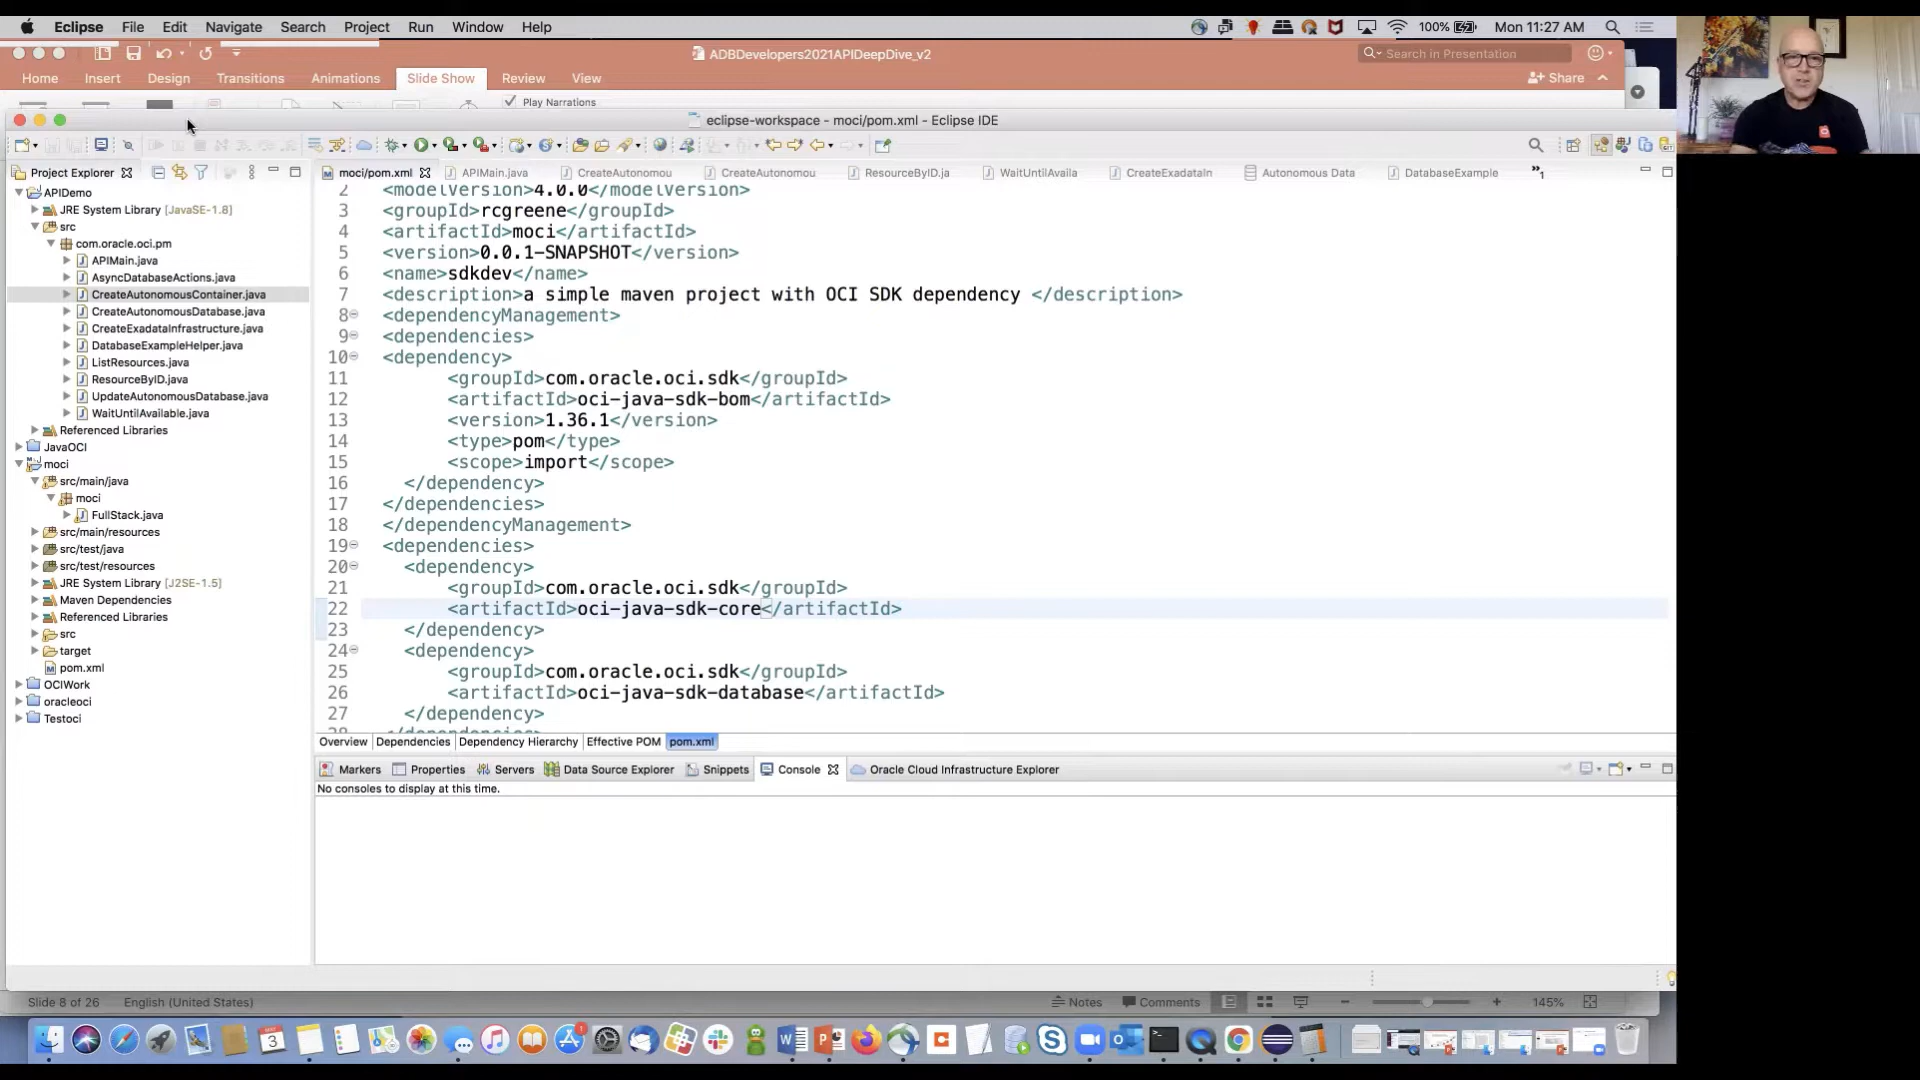 Eclipse File Edit Navigate Search Project Run Window Help
100% Mon 11:27 AM
ADBDevelopers2021APIDeepDive_v2
Search in Presentation
Home Insert Design Transitions Animations Slide Show Review View
Share
Play Narrations
eclipse-workspace - moci/pom.xml - Eclipse IDE
Project Explorer
moci/pom.xml APIMain.java CreateAutonomou CreateAutonomou ResourceByID.ja WaitUntilAvaila CreateExadataIn Autonomous Data DatabaseExample »1
APIDemo
JRE System Library [JavaSE-1.8]
src
com.oracle.oci.pm
APIMain.java
AsyncDatabaseActions.java
CreateAutonomousContainer.java
CreateAutonomousDatabase.java
CreateExadataInfrastructure.java
DatabaseExampleHelper.java
ListResources.java
ResourceByID.java
UpdateAutonomousDatabase.java
WaitUntilAvailable.java
Referenced Libraries
JavaOCI
moci
src/main/java
moci
FullStack.java
src/main/resources
src/test/java
src/test/resources
JRE System Library [J2SE-1.5]
Maven Dependencies
Referenced Libraries
src
target
pom.xml
OCIWork
oracleoci
Testoci
2 <modelVersion>4.0.0</modelVersion>
3 <groupId>rcgreene</groupId>
4 <artifactId>moci</artifactId>
5 <version>0.0.1-SNAPSHOT</version>
6 <name>sdkdev</name>
7 <description>a simple maven project with OCI SDK dependency </description>
8 <dependencyManagement>
9 <dependencies>
10 <dependency>
11 <groupId>com.oracle.oci.sdk</groupId>
12 <artifactId>oci-java-sdk-bom</artifactId>
13 <version>1.36.1</version>
14 <type>pom</type>
15 <scope>import</scope>
16 </dependency>
17 </dependencies>
18 </dependencyManagement>
19 <dependencies>
20 <dependency>
21 <groupId>com.oracle.oci.sdk</groupId>
22 <artifactId>oci-java-sdk-core</artifactId>
23 </dependency>
24 <dependency>
25 <groupId>com.oracle.oci.sdk</groupId>
26 <artifactId>oci-java-sdk-database</artifactId>
27 </dependency>
28 </dependencies>
Overview Dependencies Dependency Hierarchy Effective POM pom.xml
Markers Properties Servers Data Source Explorer Snippets Console Oracle Cloud Infrastructure Explorer
No consoles to display at this time.
Slide 8 of 26 English (United States) Notes Comments 145%
3